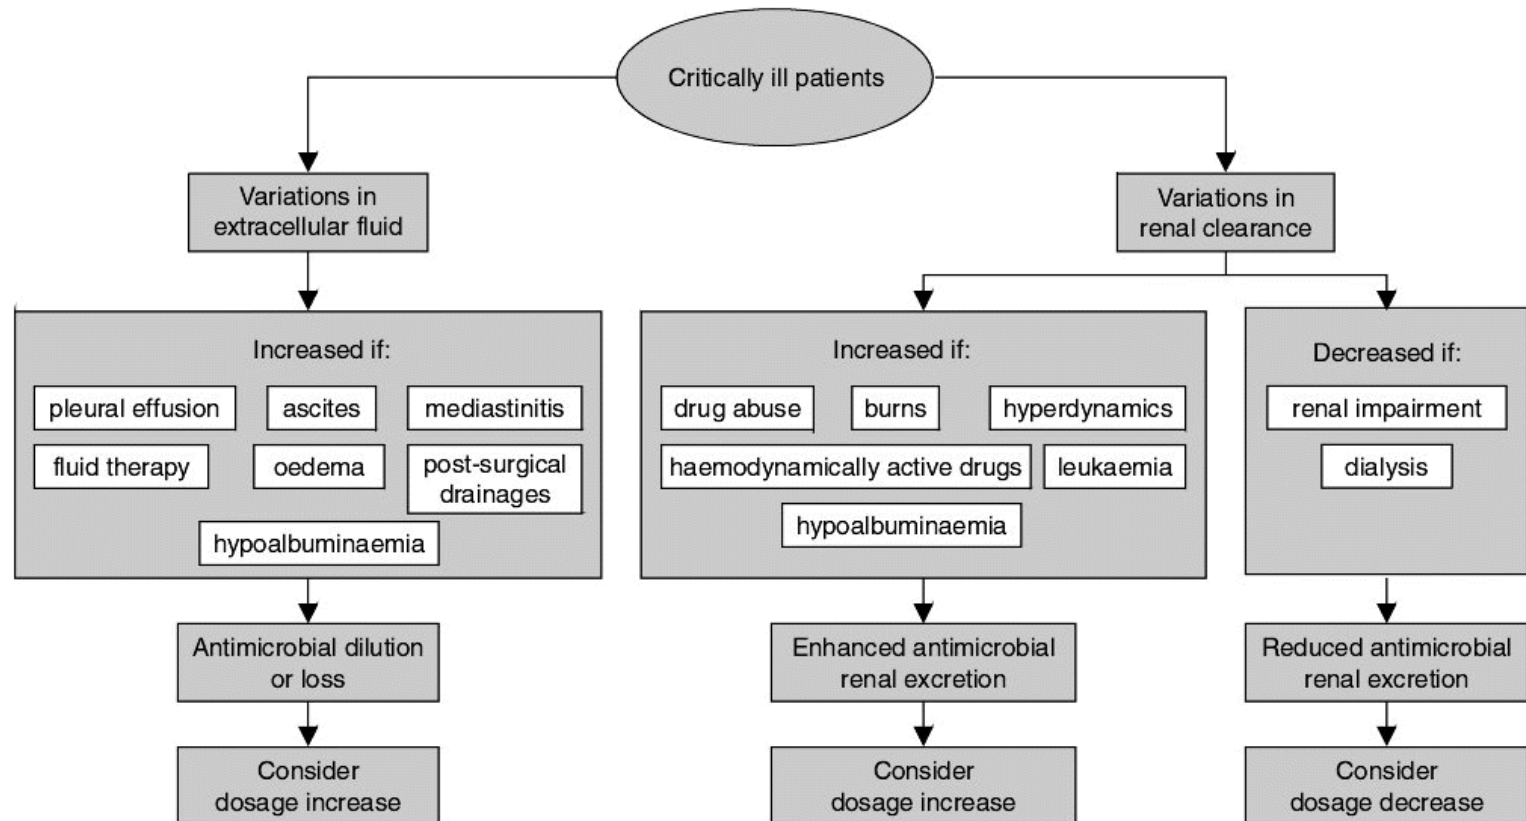 Critically ill patients
Variations in
extracellular fluid
Variations in
renal clearance
Increased if:
pleural effusion
ascites
mediastinitis
fluid therapy
oedema
post-surgical
drainages
hypoalbuminaemia
Increased if:
drug abuse
burns
hyperdynamics
haemodynamically active drugs
leukaemia
hypoalbuminaemia
Decreased if:
renal impairment
dialysis
Antimicrobial dilution
or loss
Enhanced antimicrobial
renal excretion
Reduced antimicrobial
renal excretion
Consider
dosage increase
Consider
dosage increase
Consider
dosage decrease